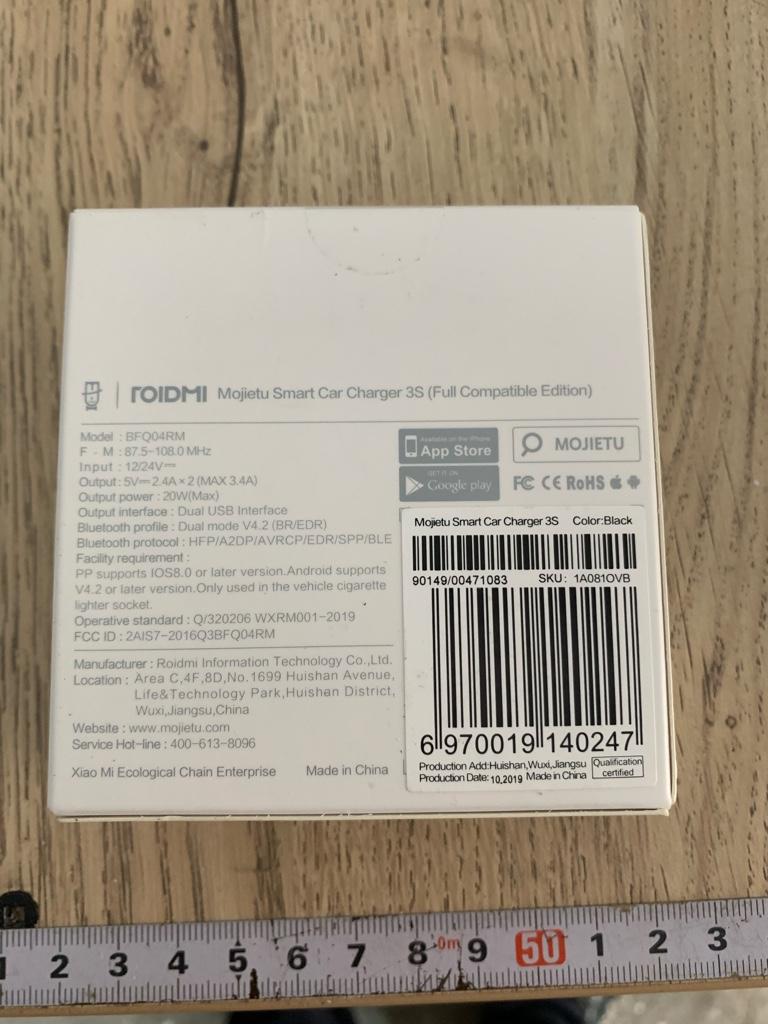 ROIDMI Mojietu Smart Car Charger 3S (Full Compatible Edition)
Model : BFQ04RM
F - M : 87.5-108.0 MHz
Input : 12/24V⎓
Output : 5V⎓2.4A×2 (MAX 3.4A)
Output power : 20W(Max)
Output interface : Dual USB Interface
Bluetooth profile : Dual mode V4.2 (BR/EDR)
Bluetooth protocol : HFP/A2DP/AVRCP/EDR/SPP/BLE
Facility requirement :
PP supports IOS8.0 or later version.Android supports
V4.2 or later version.Only used in the vehicle cigarette
lighter socket.
Operative standard : Q/320206 WXRM001-2019
FCC ID : 2AIS7-2016Q3BFQ04RM
Manufacturer : Roidmi Information Technology Co.,Ltd.
Location : Area C,4F,8D,No.1699 Huishan Avenue,
Life&Technology Park,Huishan District,
Wuxi,Jiangsu,China
Website : www.mojietu.com
Service Hot-line : 400-613-8096
Xiao Mi Ecological Chain Enterprise Made in China
Available on the iPhone
App Store
MOJIETU
GET IT ON
Google play
FC CE RoHS
Mojietu Smart Car Charger 3S Color:Black
90149/00471083 SKU: 1A081OVB
6 970019 140247
Production Add:Huishan,Wuxi,Jiangsu
Production Date: 10.2019 Made in China
Qualification
certified
1 2 3 4 5 6 7 8 0m 9 50 1 2 3